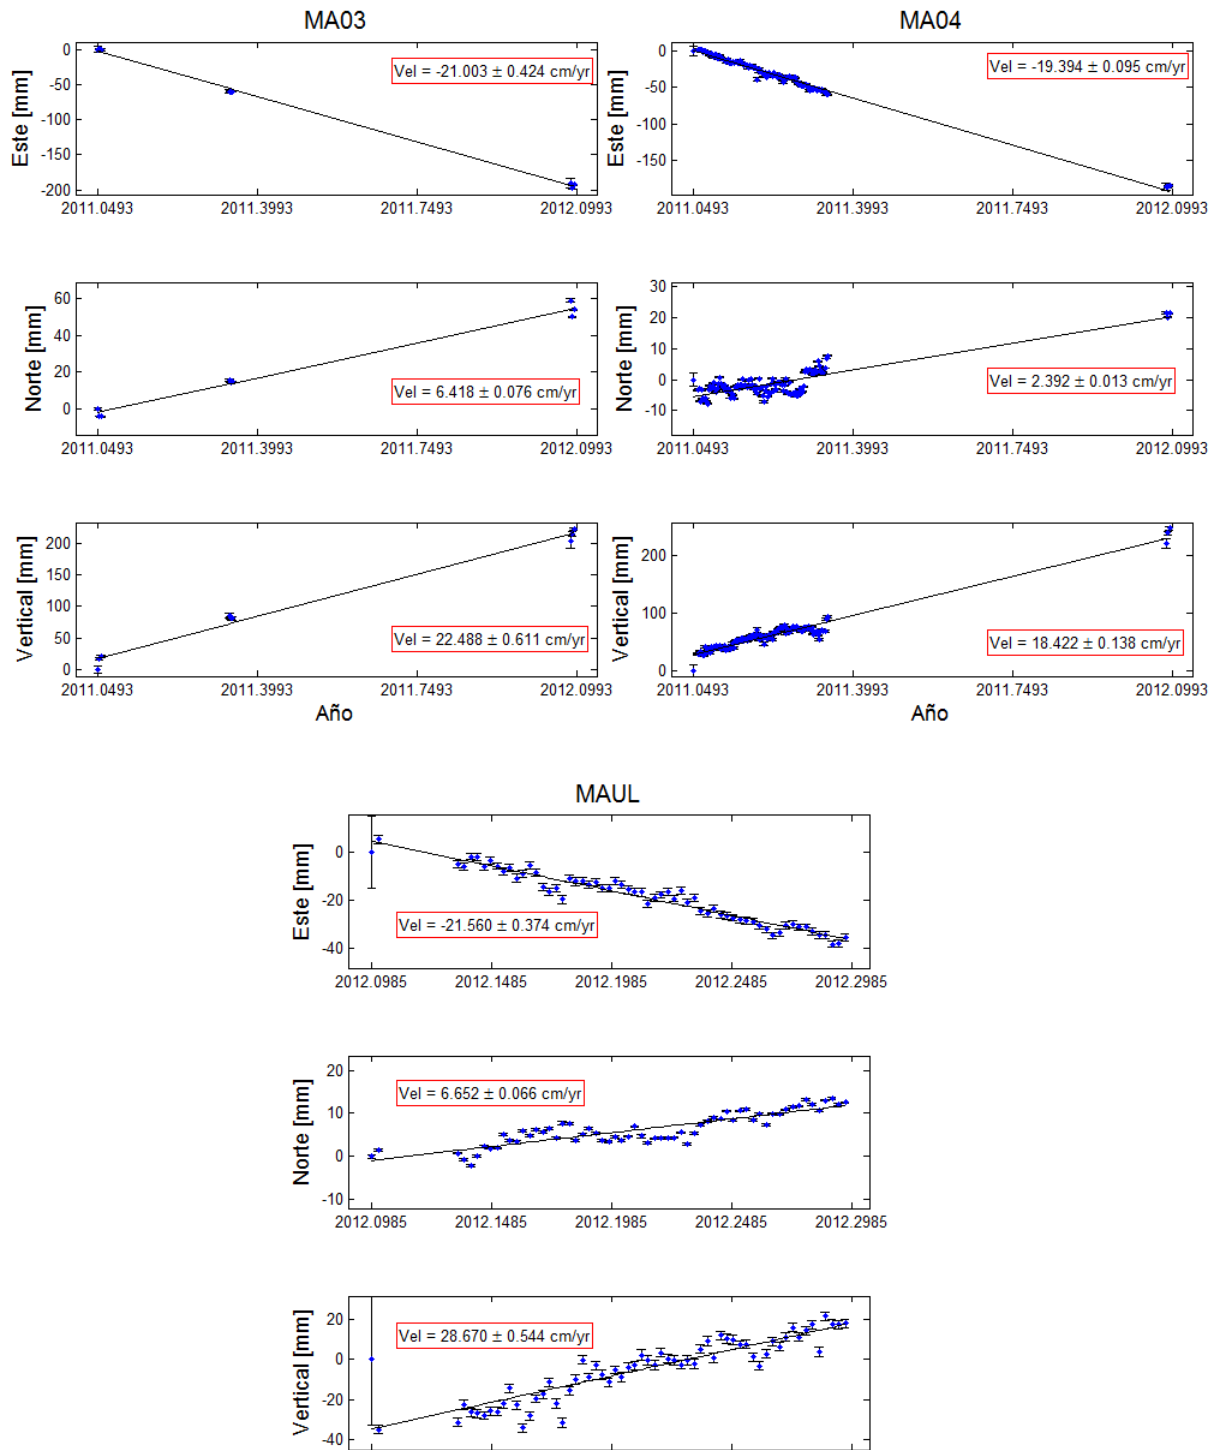 MA03
MA04
0
-50
-100
-150
-200
Este [mm]
Vel = -21.003 ± 0.424 cm/yr
2011.0493 2011.3993 2011.7493 2012.0993
0
-50
-100
-150
Este [mm]
Vel = -19.394 ± 0.095 cm/yr
2011.0493 2011.3993 2011.7493 2012.0993
60
40
20
0
Norte [mm]
Vel = 6.418 ± 0.076 cm/yr
2011.0493 2011.3993 2011.7493 2012.0993
30
20
10
0
-10
Norte [mm]
Vel = 2.392 ± 0.013 cm/yr
2011.0493 2011.3993 2011.7493 2012.0993
200
150
100
50
0
Vertical [mm]
Vel = 22.488 ± 0.611 cm/yr
2011.0493 2011.3993 2011.7493 2012.0993
Año
200
100
0
Vertical [mm]
Vel = 18.422 ± 0.138 cm/yr
2011.0493 2011.3993 2011.7493 2012.0993
Año
MAUL
0
-20
-40
Este [mm]
Vel = -21.560 ± 0.374 cm/yr
2012.0985 2012.1485 2012.1985 2012.2485 2012.2985
20
10
0
-10
Norte [mm]
Vel = 6.652 ± 0.066 cm/yr
2012.0985 2012.1485 2012.1985 2012.2485 2012.2985
20
0
-20
-40
Vertical [mm]
Vel = 28.670 ± 0.544 cm/yr